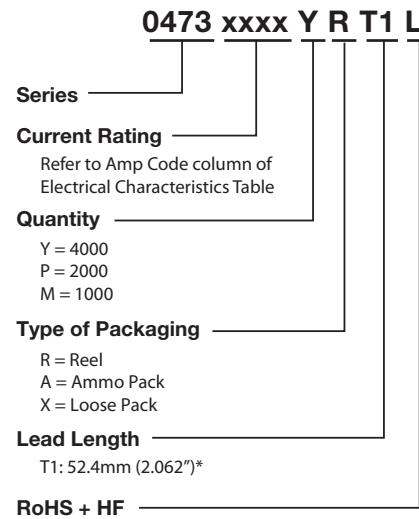 0473 xxxx Y R T1 L
Series
Current Rating
Refer to Amp Code column of
Electrical Characteristics Table
Quantity
Y = 4000
P = 2000
M = 1000
Type of Packaging
R = Reel
A = Ammo Pack
X = Loose Pack
Lead Length
T1: 52.4mm (2.062″)*
RoHS + HF